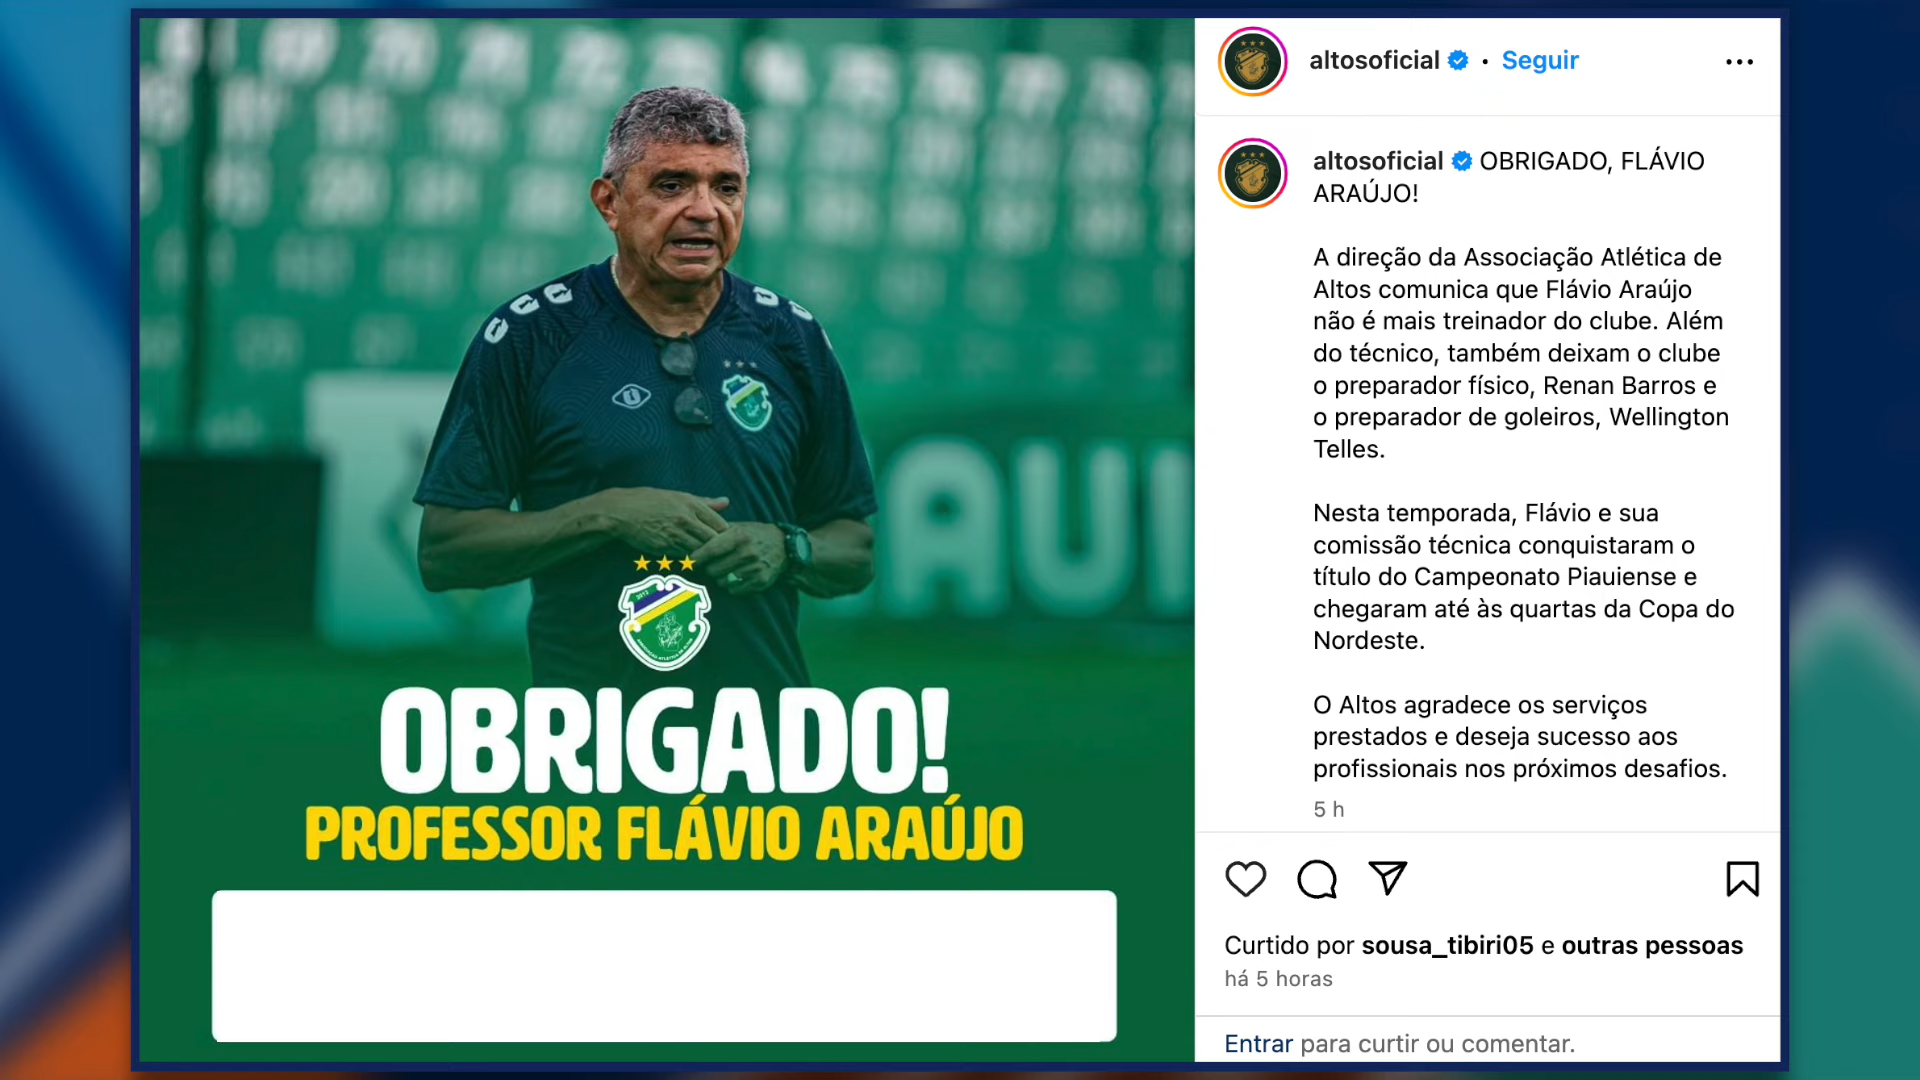 OBRIGADO!
PROFESSOR FLÁVIO ARAÚJO
altosoficial • Seguir
altosoficial OBRIGADO, FLÁVIO
ARAÚJO!
A direção da Associação Atlética de
Altos comunica que Flávio Araújo
não é mais treinador do clube. Além
do técnico, também deixam o clube
o preparador físico, Renan Barros e
o preparador de goleiros, Wellington
Telles.
Nesta temporada, Flávio e sua
comissão técnica conquistaram o
título do Campeonato Piauiense e
chegaram até às quartas da Copa do
Nordeste.
O Altos agradece os serviços
prestados e deseja sucesso aos
profissionais nos próximos desafios.
5 h
Curtido por sousa_tibiri05 e outras pessoas
há 5 horas
Entrar para curtir ou comentar.